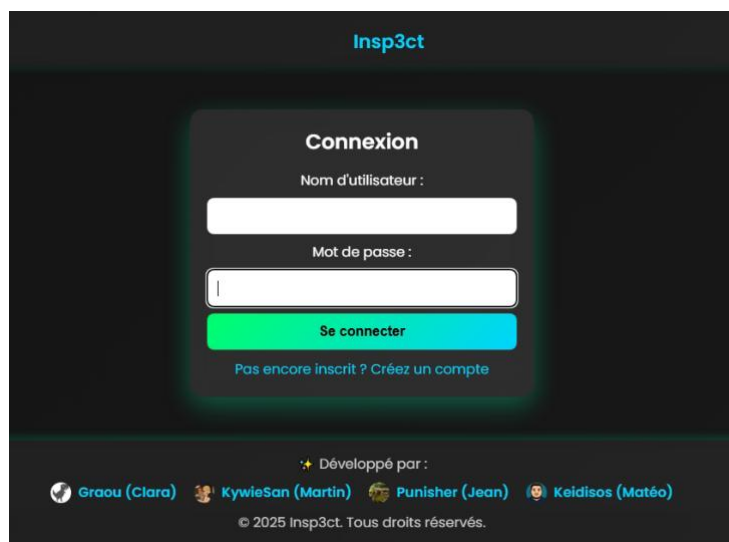 Insp3ct
Connexion
Nom d'utilisateur :
Mot de passe :
Se connecter
Pas encore inscrit ? Créez un compte
✨ Développé par :
Graou (Clara) KywieSan (Martin) Punisher (Jean) Keidisos (Matéo)
© 2025 Insp3ct. Tous droits réservés.